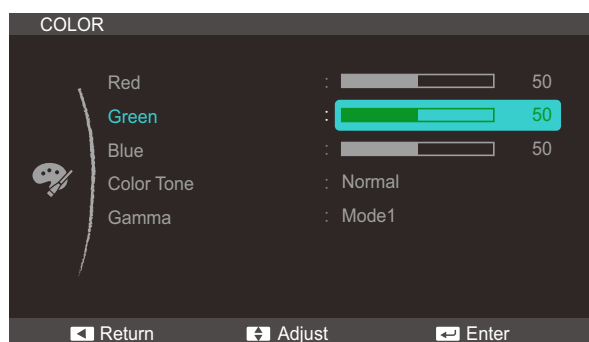 COLOR
Red : 50
Green : 50
Blue : 50
Color Tone : Normal
Gamma : Mode1
Return Adjust Enter